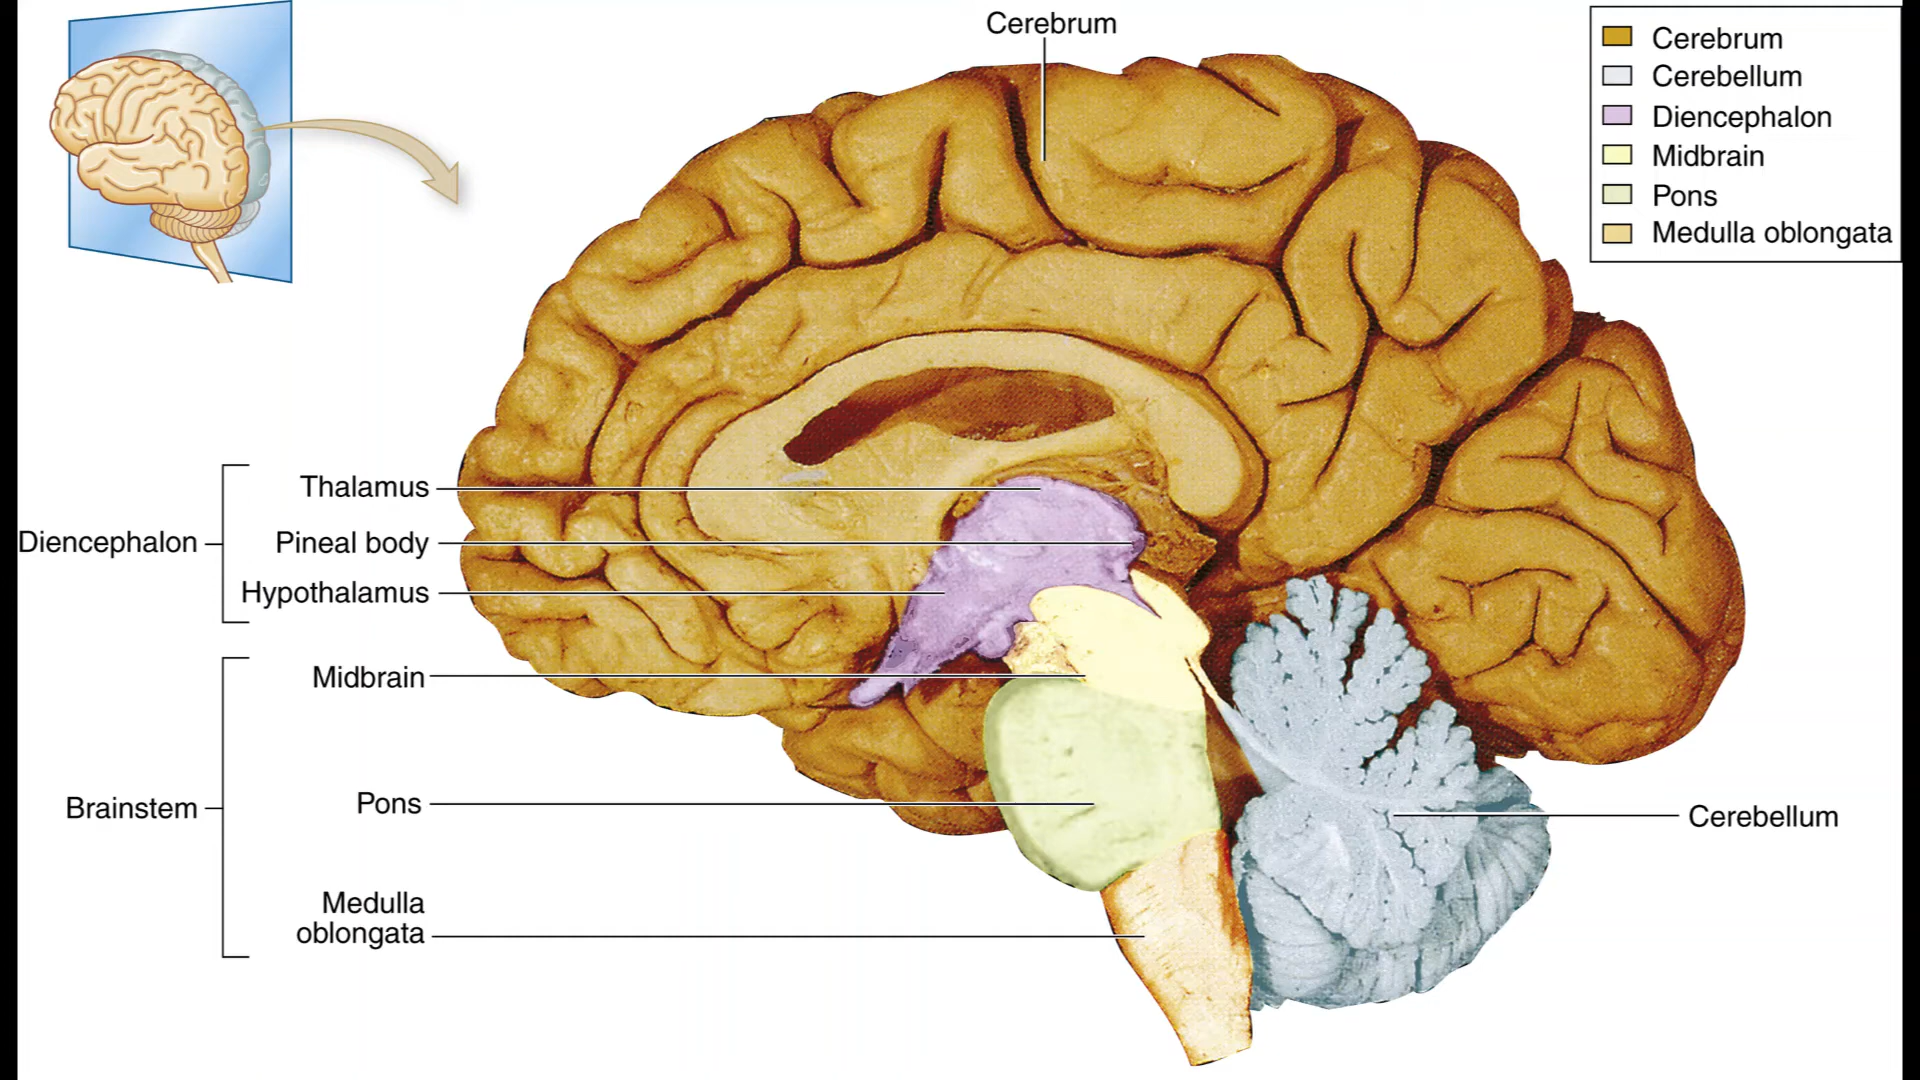 Cerebrum
Cerebrum
Cerebellum
Diencephalon
Midbrain
Pons
Medulla oblongata
Thalamus
Diencephalon
Pineal body
Hypothalamus
Midbrain
Brainstem
Pons
Medulla
oblongata
Cerebellum